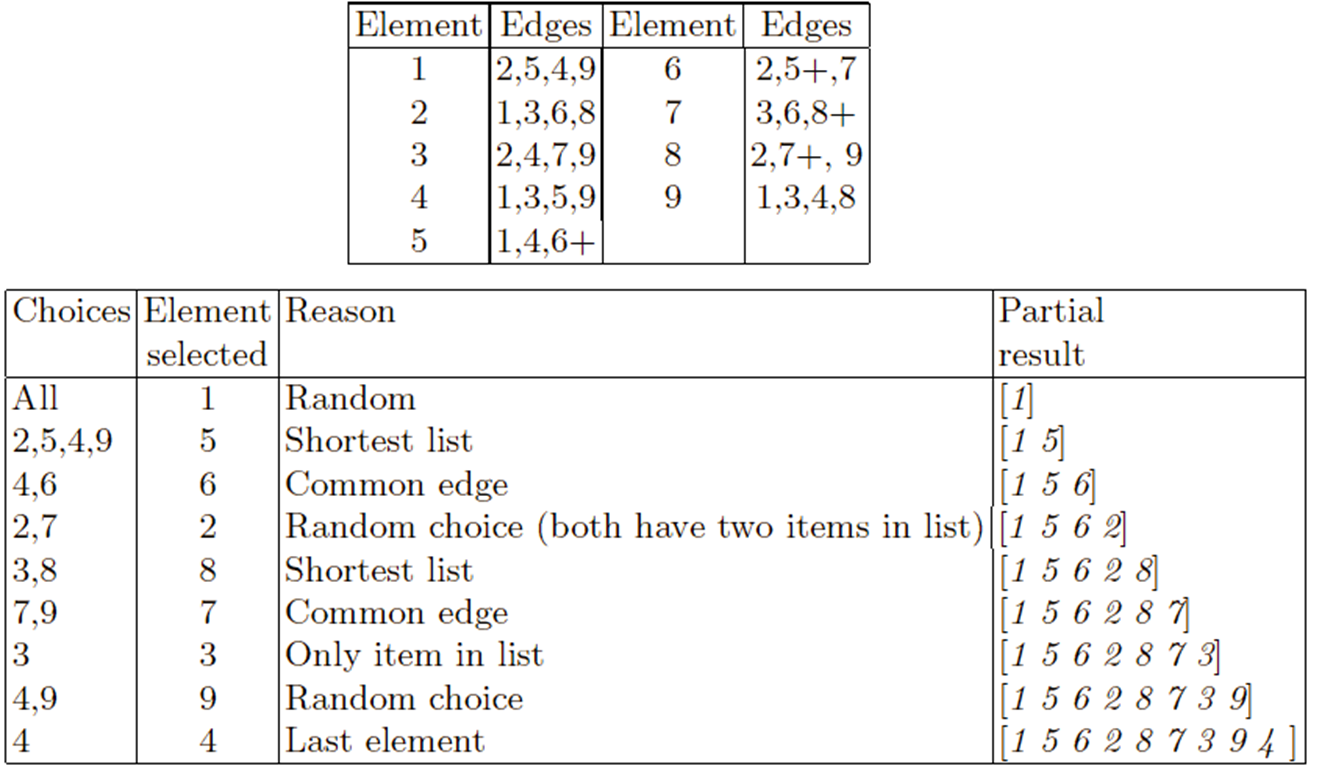 Element Edges Element Edges
1 2,5,4,9 6 2,5+,7
2 1,3,6,8 7 3,6,8+
3 2,4,7,9 8 2,7+, 9
4 1,3,5,9 9 1,3,4,8
5 1,4,6+
Choices Element Reason Partial
selected result
All 1 Random [1]
2,5,4,9 5 Shortest list [1 5]
4,6 6 Common edge [1 5 6]
2,7 2 Random choice (both have two items in list) [1 5 6 2]
3,8 8 Shortest list [1 5 6 2 8]
7,9 7 Common edge [1 5 6 2 8 7]
3 3 Only item in list [1 5 6 2 8 7 3]
4,9 9 Random choice [1 5 6 2 8 7 3 9]
4 4 Last element [1 5 6 2 8 7 3 9 4 ]